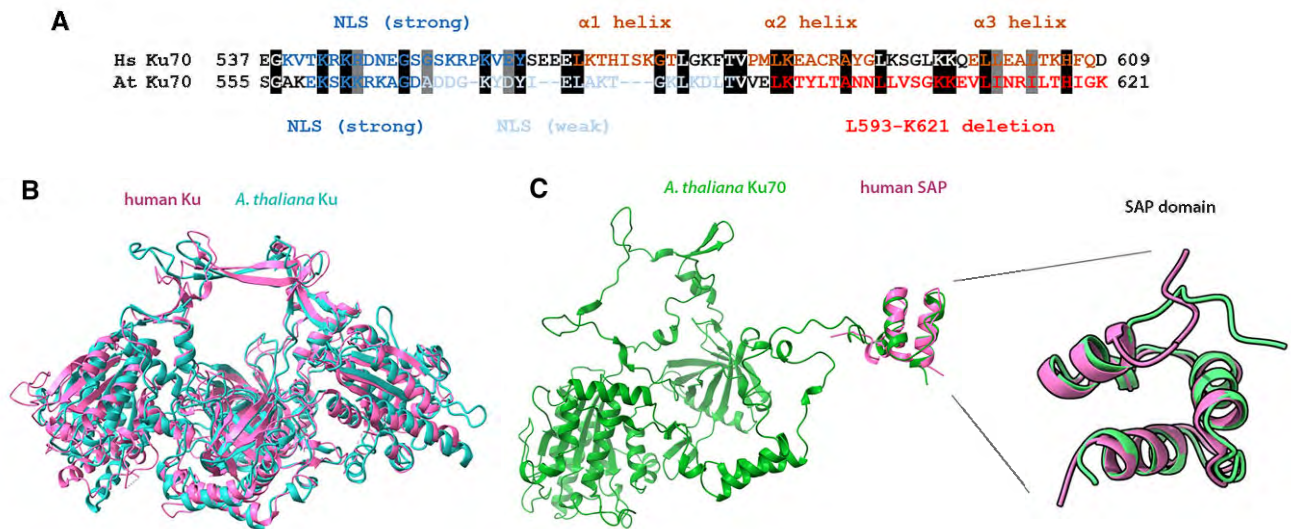 A
NLS (strong) α1 helix α2 helix α3 helix
Hs Ku70 537 EGKVTKRKHDNEGSGSKRPKVEYSEEELKTHISKGTLGKFTVPMLKEACRAYGLKSGLKKQELLEALTKHFQD 609
At Ku70 555 SGAKEKSKKRKAGDADDG-KYDYI--ELAKT---GKLKDLTVVELKTYLTANNLLVSGKKEVLINRILTHIGK 621
NLS (strong) NLS (weak) L593-K621 deletion
B
human Ku A. thaliana Ku
C
A. thaliana Ku70 human SAP
SAP domain